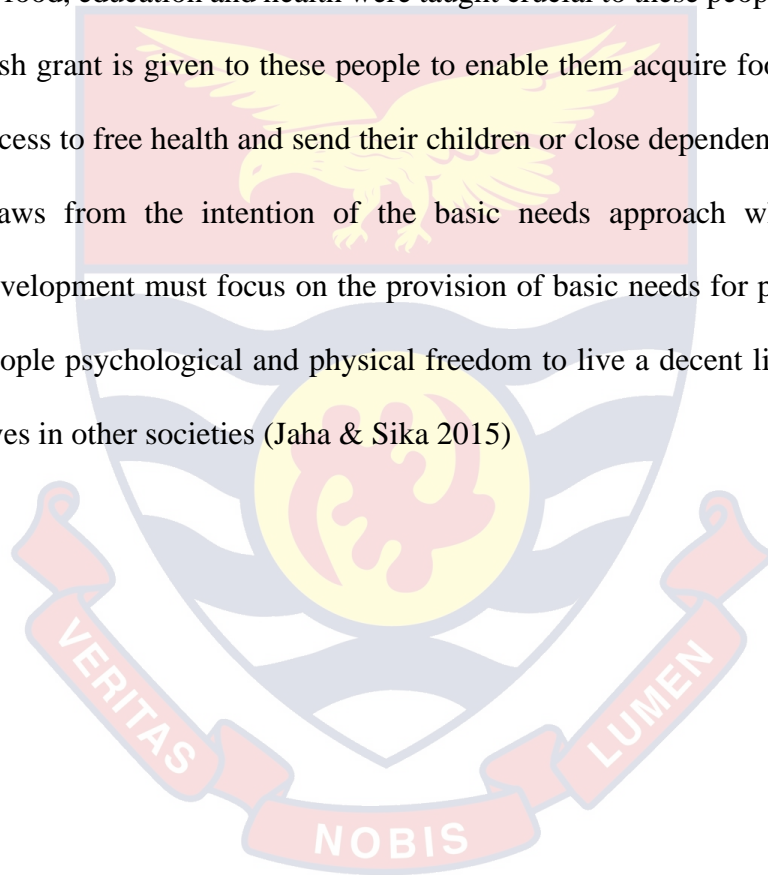 food, education and health were taught crucial to these peop
sh grant is given to these people to enable them acquire foo
cess to free health and send their children or close dependen
aws from the intention of the basic needs approach w
velopment must focus on the provision of basic needs for p
ople psychological and physical freedom to live a decent li
ves in other societies (Jaha & Sika 2015)
VERITAS
NOBIS
LUMEN